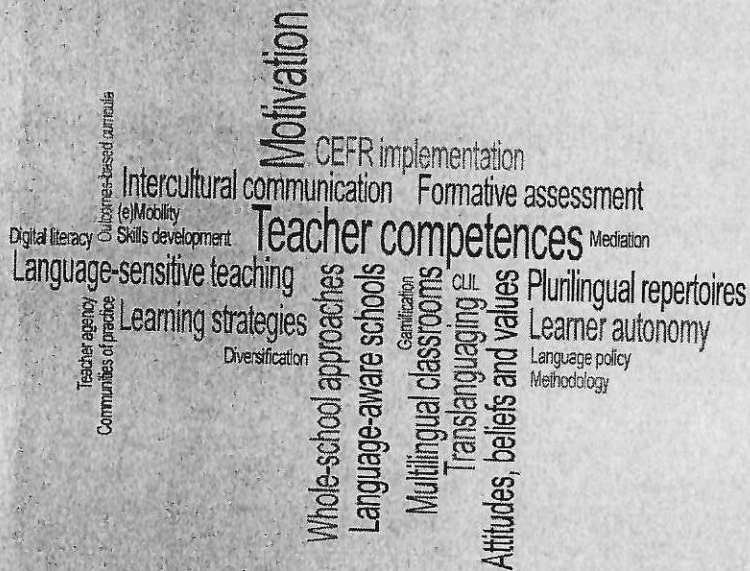 Motivation
CEFR implementation
Outcomes-based curricula
Intercultural communication
Formative assessment
(e)Mobility
Digital literacy
Skills development
Teacher competences
Mediation
Language-sensitive teaching
Teacher agency
Communities of practice
Learning strategies
Diversification
Whole-school approaches
Language-aware schools
Gamification
Multilingual classrooms
CLIL
Translanguaging
Attitudes, beliefs and values
Plurilingual repertoires
Learner autonomy
Language policy
Methodology